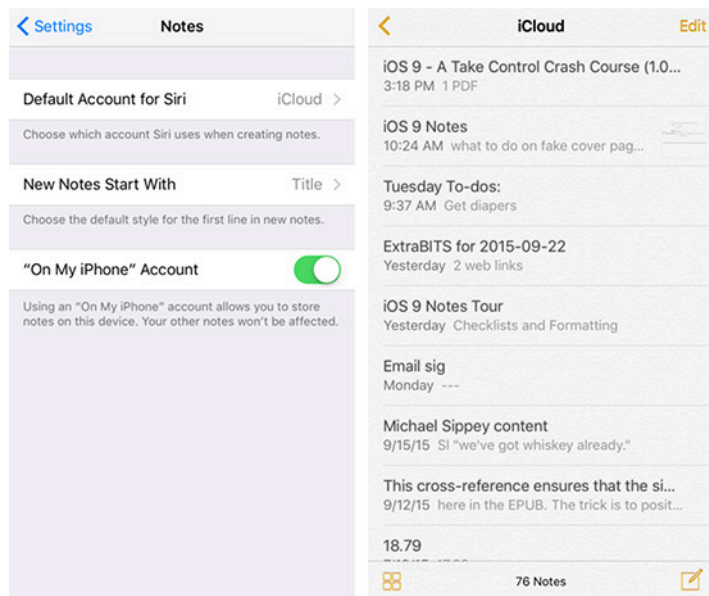 Settings
Notes
Default Account for Siri
iCloud
Choose which account Siri uses when creating notes.
New Notes Start With
Title
Choose the default style for the first line in new notes.
“On My iPhone” Account
Using an “On My iPhone” account allows you to store
notes on this device. Your other notes won’t be affected.
iCloud
Edit
iOS 9 - A Take Control Crash Course (1.0...
3:18 PM 1 PDF
iOS 9 Notes
10:24 AM what to do on fake cover pag...
Tuesday To-dos:
9:37 AM Get diapers
ExtraBITS for 2015-09-22
Yesterday 2 web links
iOS 9 Notes Tour
Yesterday Checklists and Formatting
Email sig
Monday ---
Michael Sippey content
9/15/15 SI "we've got whiskey already."
This cross-reference ensures that the si...
9/12/15 here in the EPUB. The trick is to posit...
18.79
76 Notes